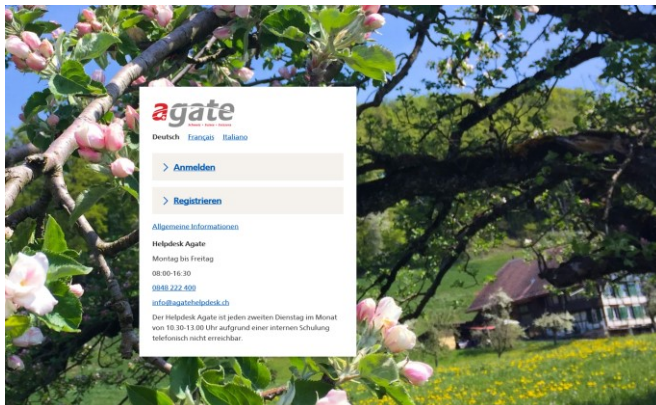 agate
Deutsch Français Italiano
Anmelden
Registrieren
Allgemeine Informationen
Helpdesk Agate
Montag bis Freitag
08:00-16:30
0848 222 400
info@agatehelpdesk.ch
Der Helpdesk Agate ist jeden zweiten Dienstag im Monat
von 10.30-13.00 Uhr aufgrund einer internen Schulung
telefonisch nicht erreichbar.